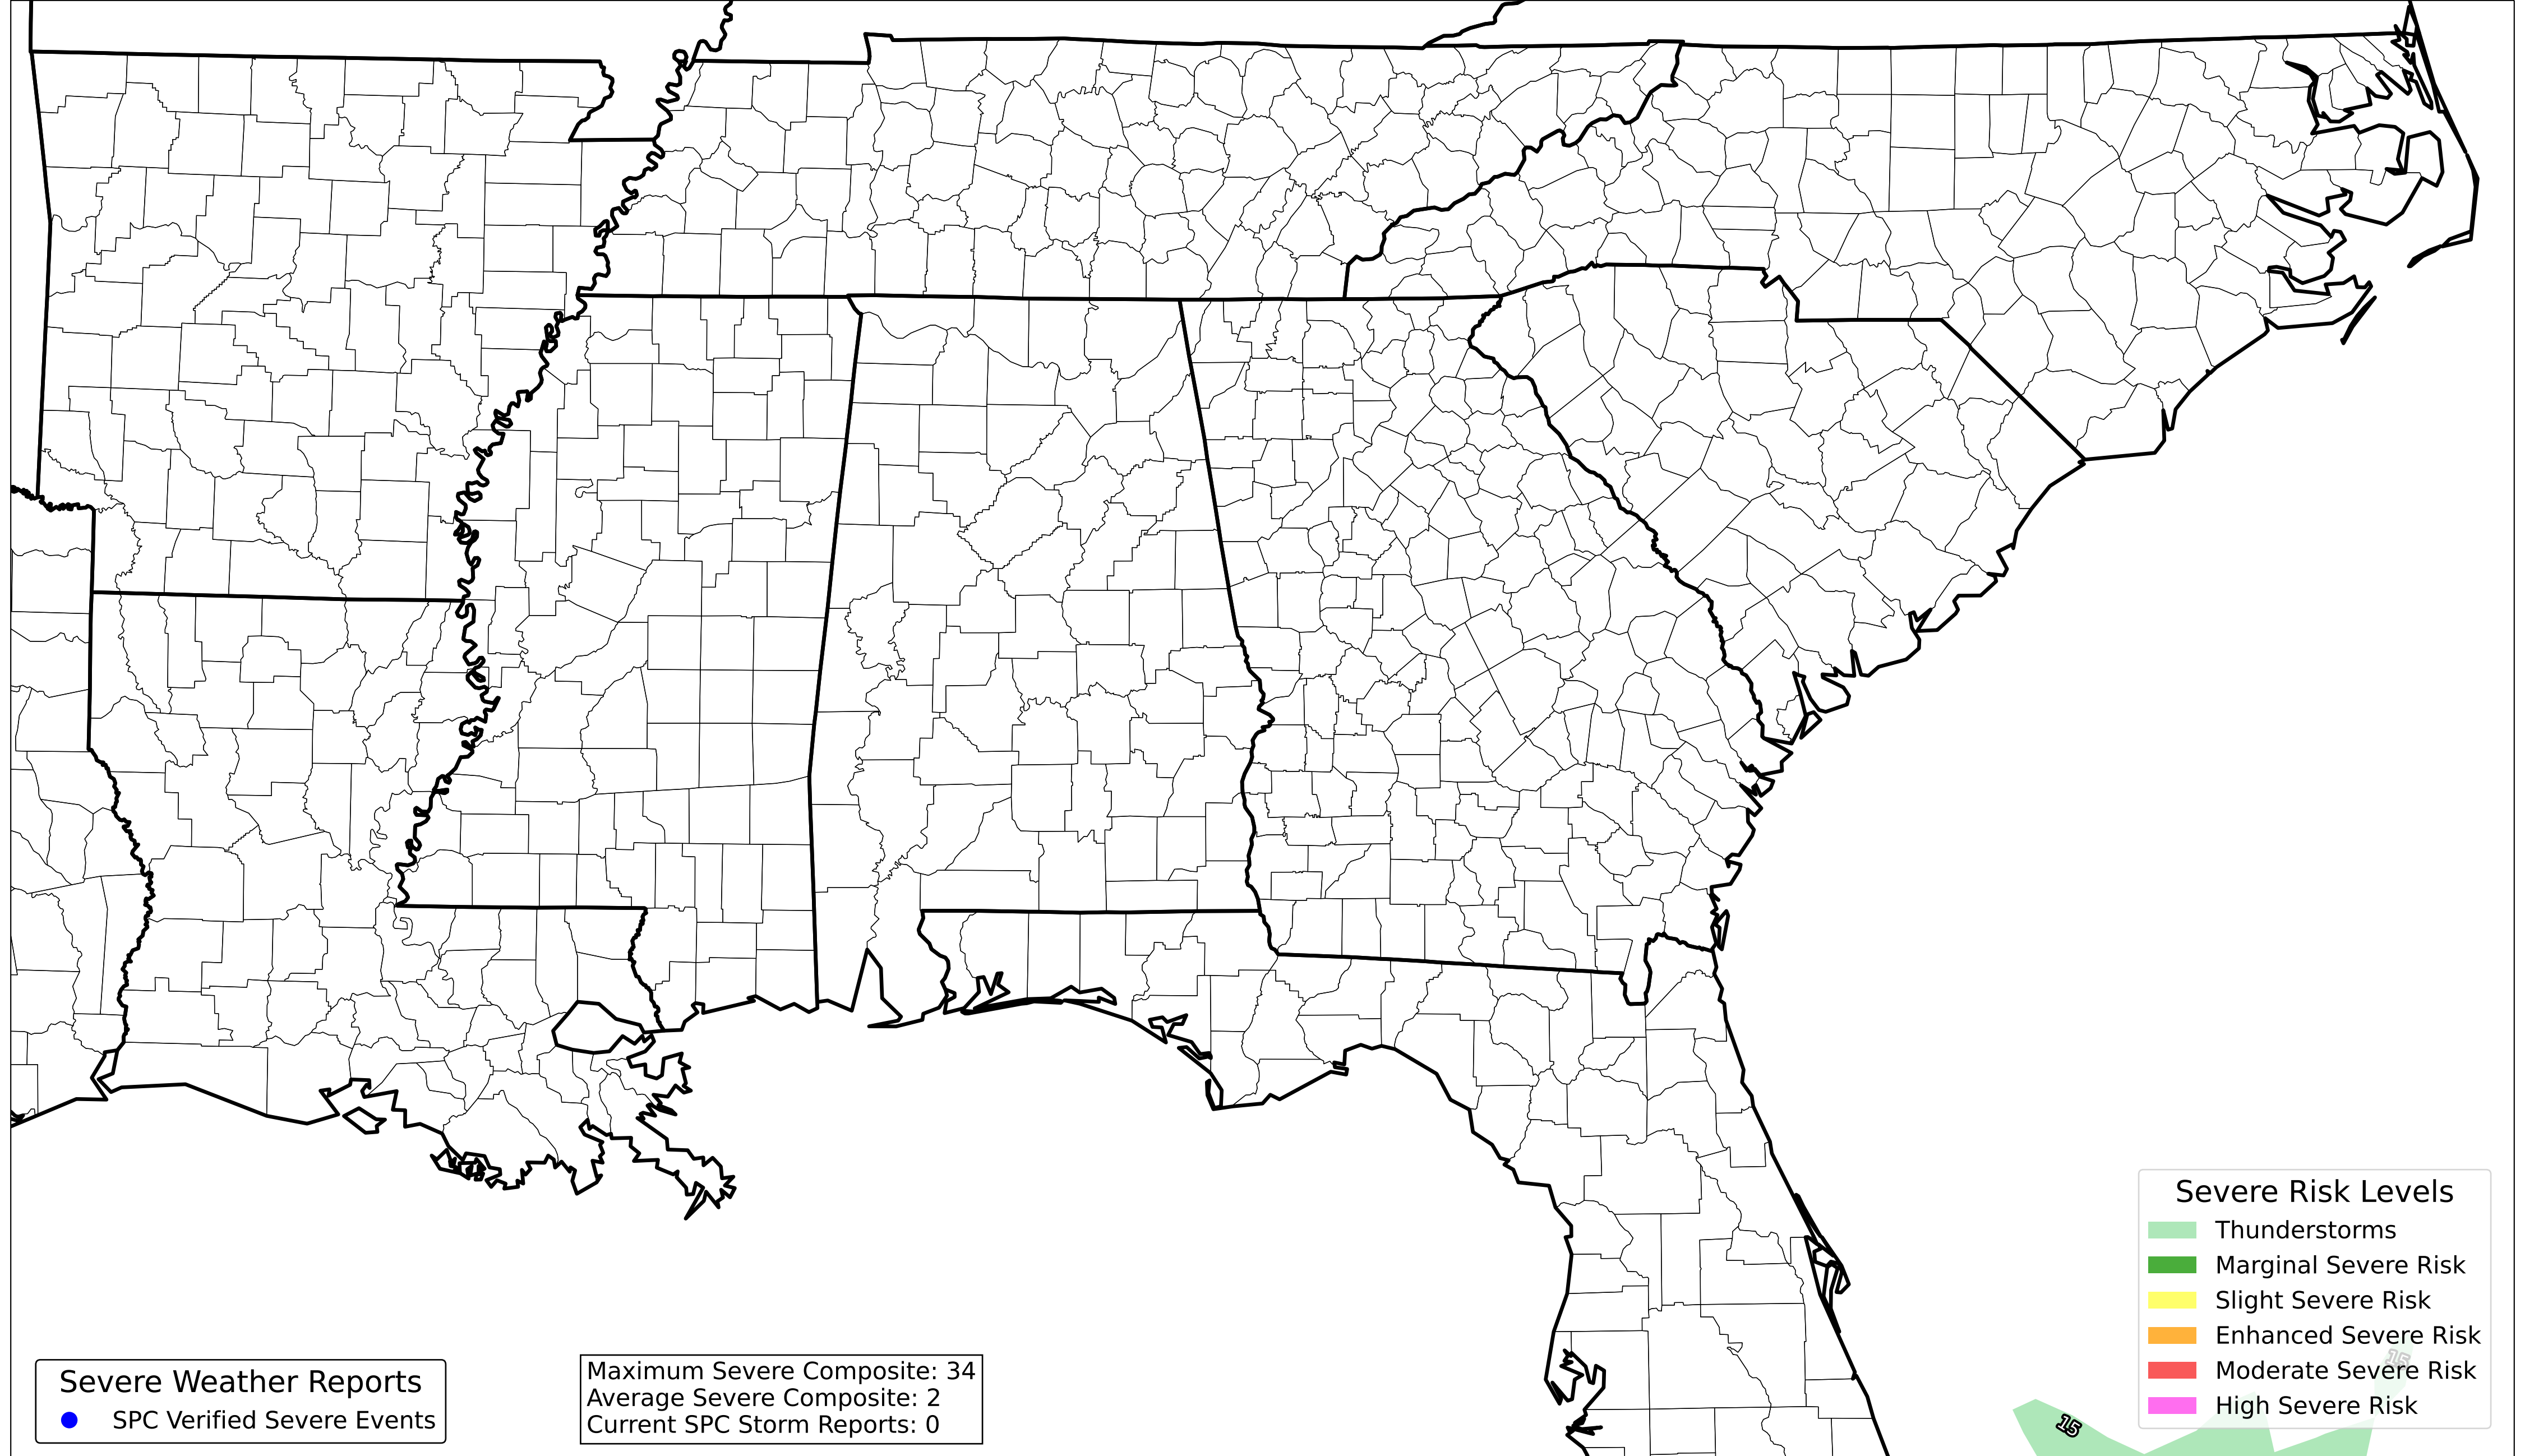 Severe Risk Levels
Thunderstorms
Marginal Severe Risk
Slight Severe Risk
Enhanced Severe Risk
Moderate Severe Risk
High Severe Risk
15
15
Severe Weather Reports
SPC Verified Severe Events
Maximum Severe Composite: 34
Average Severe Composite: 2
Current SPC Storm Reports: 0